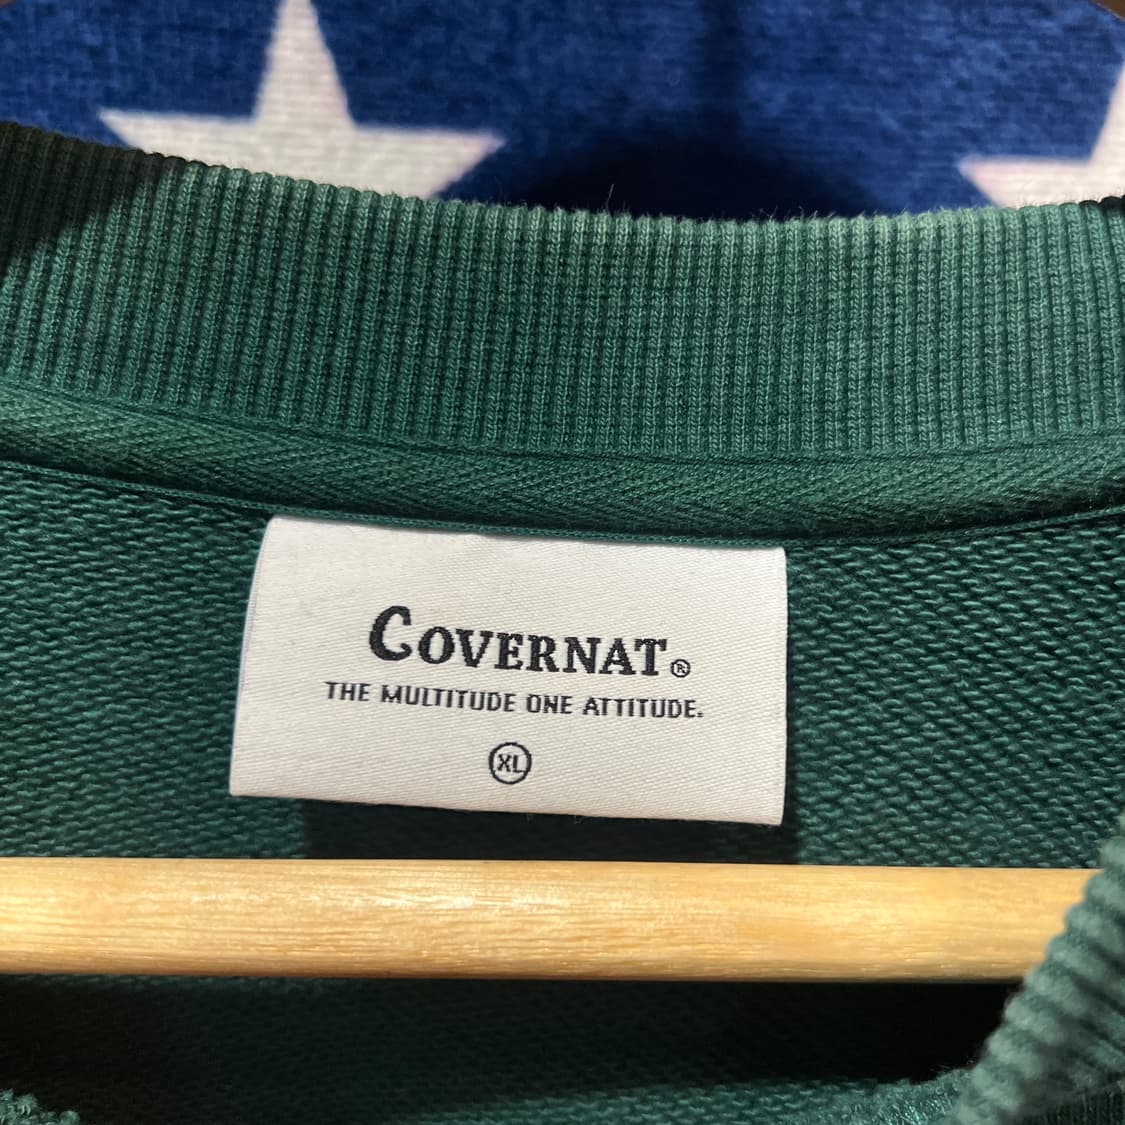 COVERNAT®
THE MULTITUDE ONE ATTITUDE.
XL